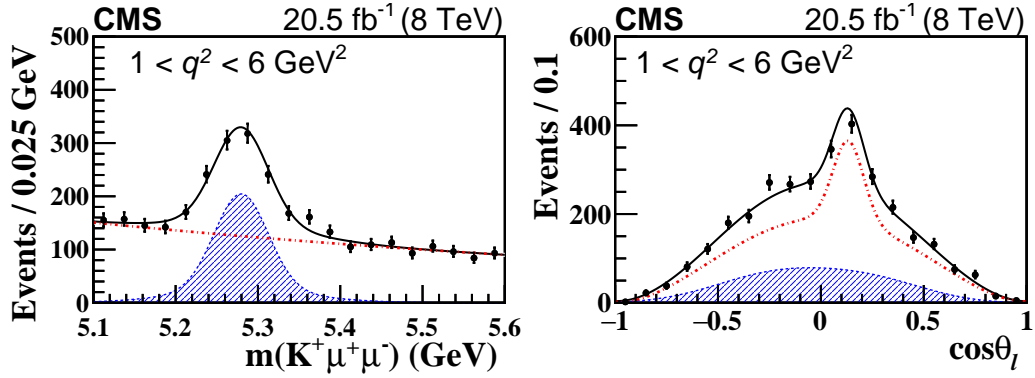 CMS 20.5 fb⁻¹ (8 TeV)
1 < q² < 6 GeV²
Events / 0.025 GeV
500
400
300
200
100
0
5.1 5.2 5.3 5.4 5.5 5.6
m(K⁺μ⁺μ⁻) (GeV)
CMS 20.5 fb⁻¹ (8 TeV)
1 < q² < 6 GeV²
Events / 0.1
600
400
200
0
−1 −0.5 0 0.5 1
cosθₗ